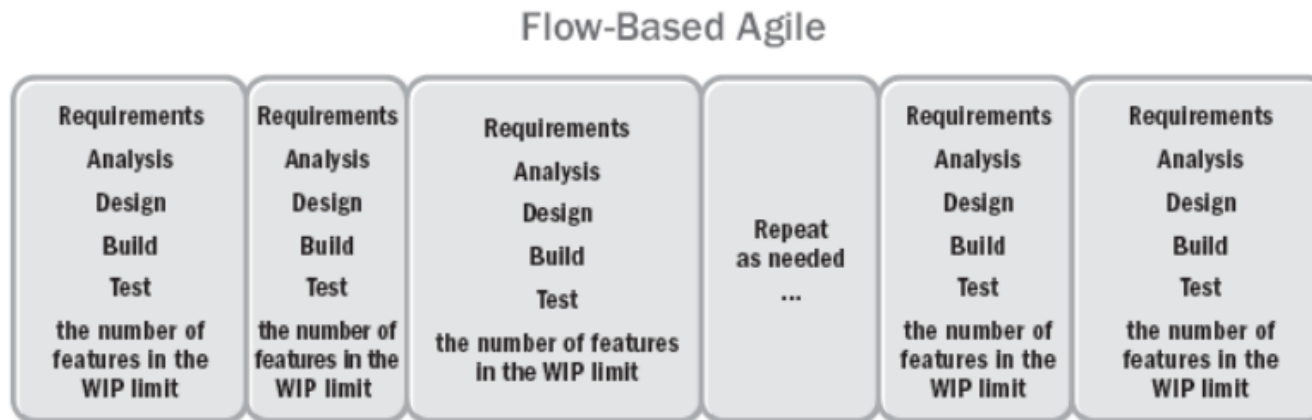 Flow-Based Agile
Requirements
Analysis
Design
Build
Test
the number of
features in the
WIP limit
Requirements
Analysis
Design
Build
Test
the number of
features in the
WIP limit
Requirements
Analysis
Design
Build
Test
the number of features
in the WIP limit
Repeat
as needed
...
Requirements
Analysis
Design
Build
Test
the number of
features in the
WIP limit
Requirements
Analysis
Design
Build
Test
the number of
features in the
WIP limit